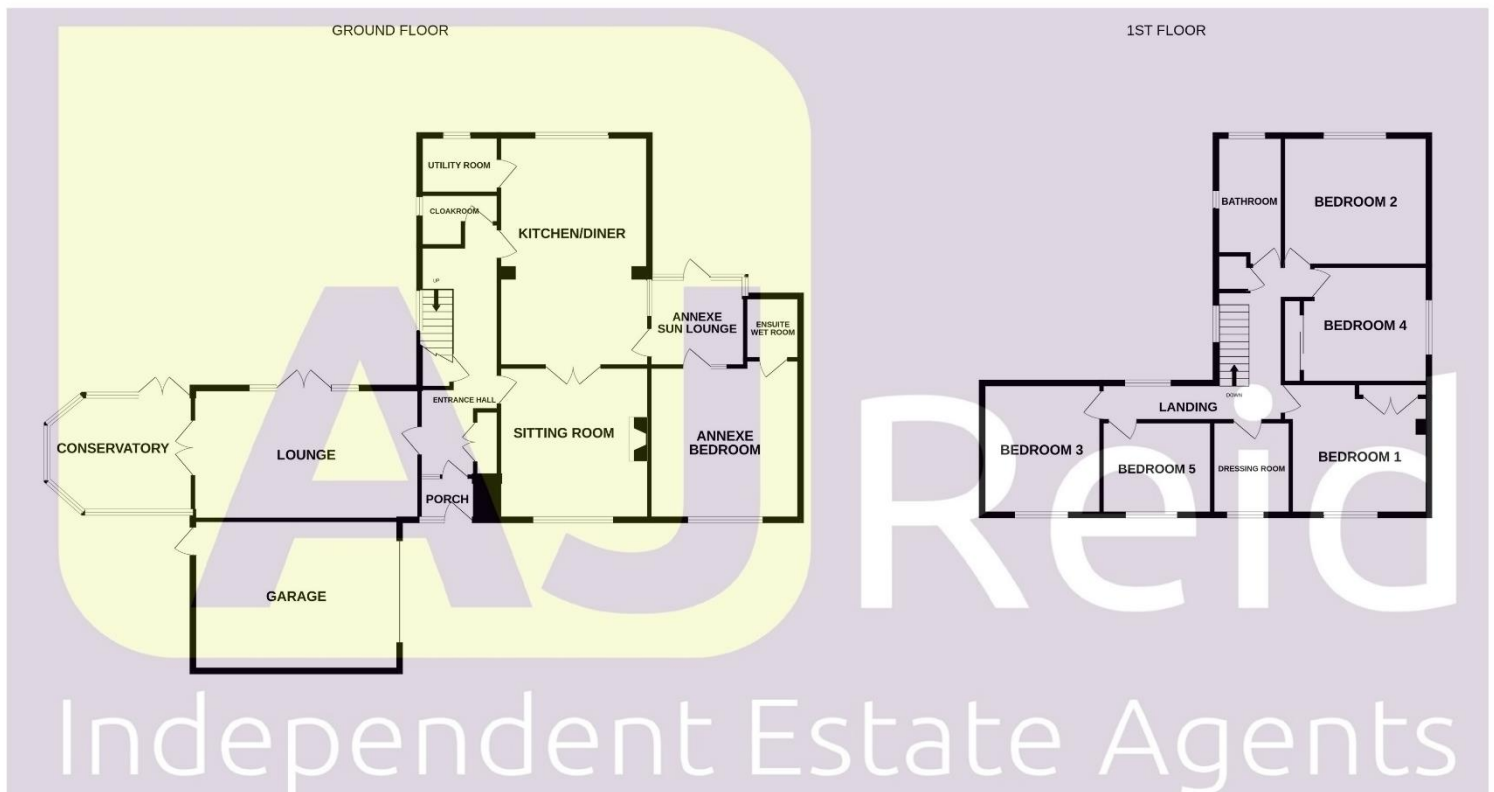 GROUND FLOOR
UTILITY ROOM
CLOAKROOM
KITCHEN/DINER
UP
ANNEXE
SUN LOUNGE
ENSUITE
WET ROOM
ENTRANCE HALL
CONSERVATORY
LOUNGE
SITTING ROOM
ANNEXE
BEDROOM
PORCH
GARAGE
1ST FLOOR
BATHROOM
BEDROOM 2
BEDROOM 4
DOWN
LANDING
BEDROOM 3
BEDROOM 5
DRESSING ROOM
BEDROOM 1
AJ Reid
Independent Estate Agents